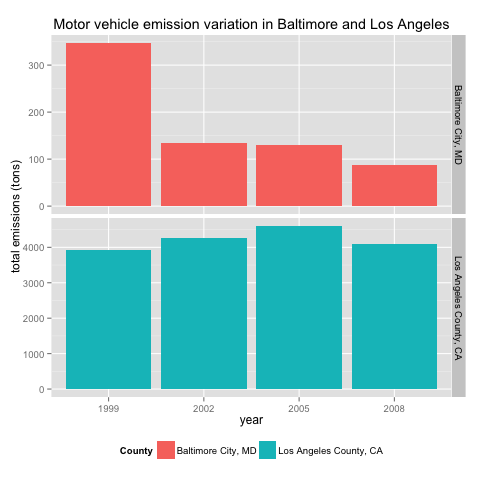 Motor vehicle emission variation in Baltimore and Los Angeles
total emissions (tons)
300
200
100
0
Baltimore City, MD
4000
3000
2000
1000
0
Los Angeles County, CA
1999 2002 2005 2008
year
County Baltimore City, MD Los Angeles County, CA